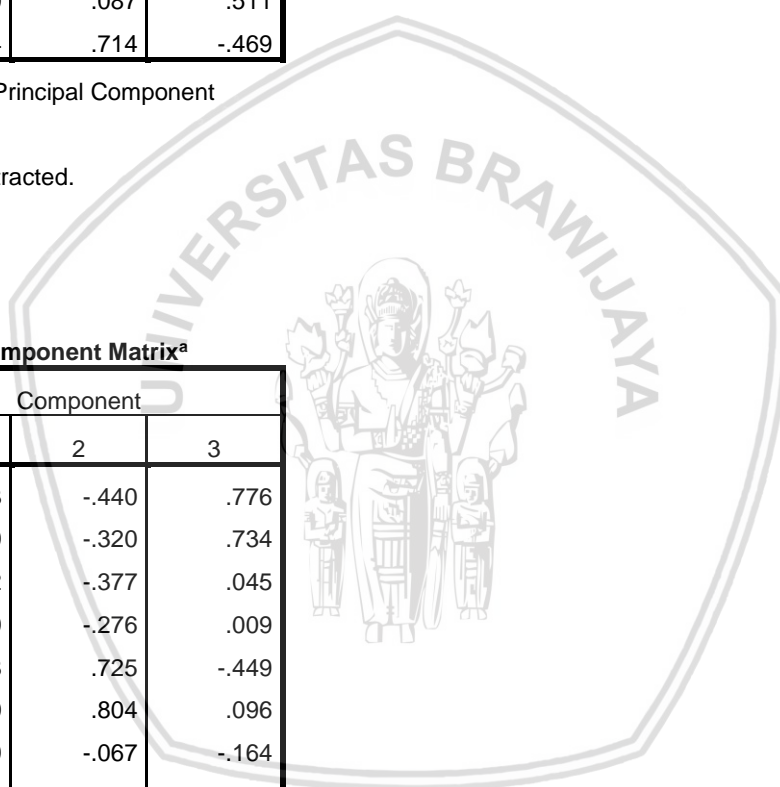 .087 .511
.714 -.469
Principal Component
racted.
UNIVERSITAS BRAWIJAYA
mponent Matrixª
Component
2 3
-.440 .776
-.320 .734
-.377 .045
-.276 .009
.725 -.449
.804 .096
-.067 -.164